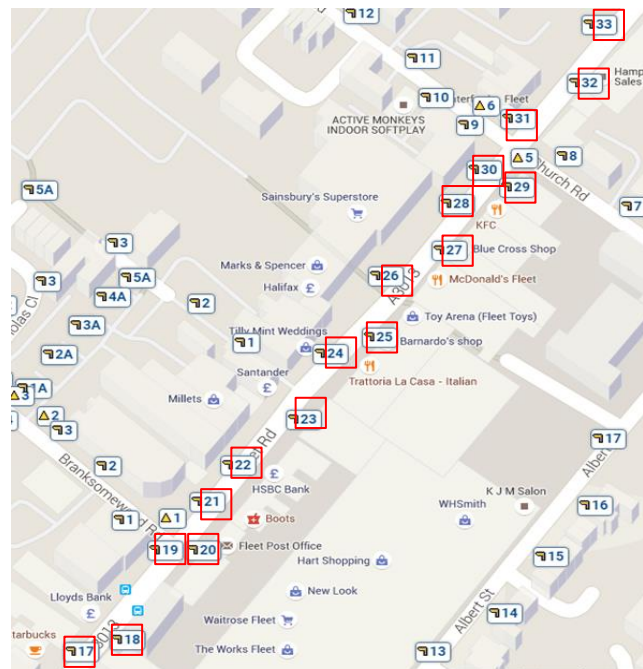 33
12
11
32
Hamp
Sales
10
6
Fleet
31
ACTIVE MONKEYS
INDOOR SOFTPLAY
9
5
8
30
Church Rd
5A
29
Sainsbury's Superstore
28
7
KFC
3
27
Blue Cross Shop
Marks & Spencer
26
3
5A
Halifax
McDonald's Fleet
4A
A3013
2
Toy Arena (Fleet Toys)
3A
Tilly Mint Weddings
1
25
Barnardo's shop
2A
24
Santander
Trattoria La Casa - Italian
1A
3
Millets
2
23
3
17
Albert
2
22
HSBC Bank
K J M Salon
Branksomewood Rd
21
WHSmith
16
1
1
Boots
19
20
Fleet Post Office
15
Hart Shopping
Lloyds Bank
New Look
Albert St
14
Waitrose Fleet
18
tarbucks
17
The Works Fleet
13